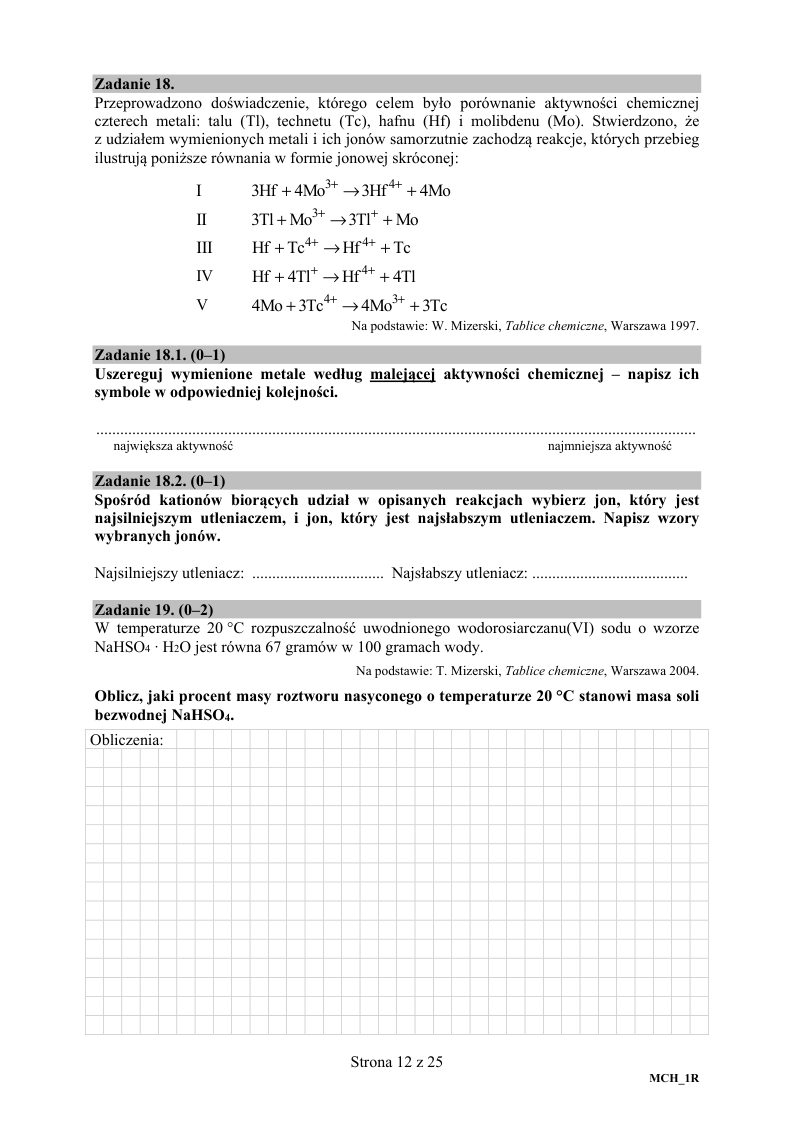 Zadanie 18.
Przeprowadzono doświadczenie, którego celem było porównanie aktywności chemicznej
czterech metali: talu (Tl), technetu (Tc), hafnu (Hf) i molibdenu (Mo). Stwierdzono, że
z udziałem wymienionych metali i ich jonów samorzutnie zachodzą reakcje, których przebieg
ilustrują poniższe równania w formie jonowej skróconej:
I 3Hf + 4Mo³⁺ → 3Hf⁴⁺ + 4Mo
II 3Tl + Mo³⁺ → 3Tl⁺ + Mo
III Hf + Tc⁴⁺ → Hf⁴⁺ + Tc
IV Hf + 4Tl⁺ → Hf⁴⁺ + 4Tl
V 4Mo + 3Tc⁴⁺ → 4Mo³⁺ + 3Tc
Na podstawie: W. Mizerski, Tablice chemiczne, Warszawa 1997.
Zadanie 18.1. (0–1)
Uszereguj wymienione metale według malejącej aktywności chemicznej – napisz ich
symbole w odpowiedniej kolejności.
......................................................................................................................................................
największa aktywność najmniejsza aktywność
Zadanie 18.2. (0–1)
Spośród kationów biorących udział w opisanych reakcjach wybierz jon, który jest
najsilniejszym utleniaczem, i jon, który jest najsłabszym utleniaczem. Napisz wzory
wybranych jonów.
Najsilniejszy utleniacz: ................................. Najsłabszy utleniacz: .......................................
Zadanie 19. (0–2)
W temperaturze 20 °C rozpuszczalność uwodnionego wodorosiarczanu(VI) sodu o wzorze
NaHSO₄ · H₂O jest równa 67 gramów w 100 gramach wody.
Na podstawie: T. Mizerski, Tablice chemiczne, Warszawa 2004.
Oblicz, jaki procent masy roztworu nasyconego o temperaturze 20 °C stanowi masa soli
bezwodnej NaHSO₄.
Obliczenia:
Strona 12 z 25
MCH_1R